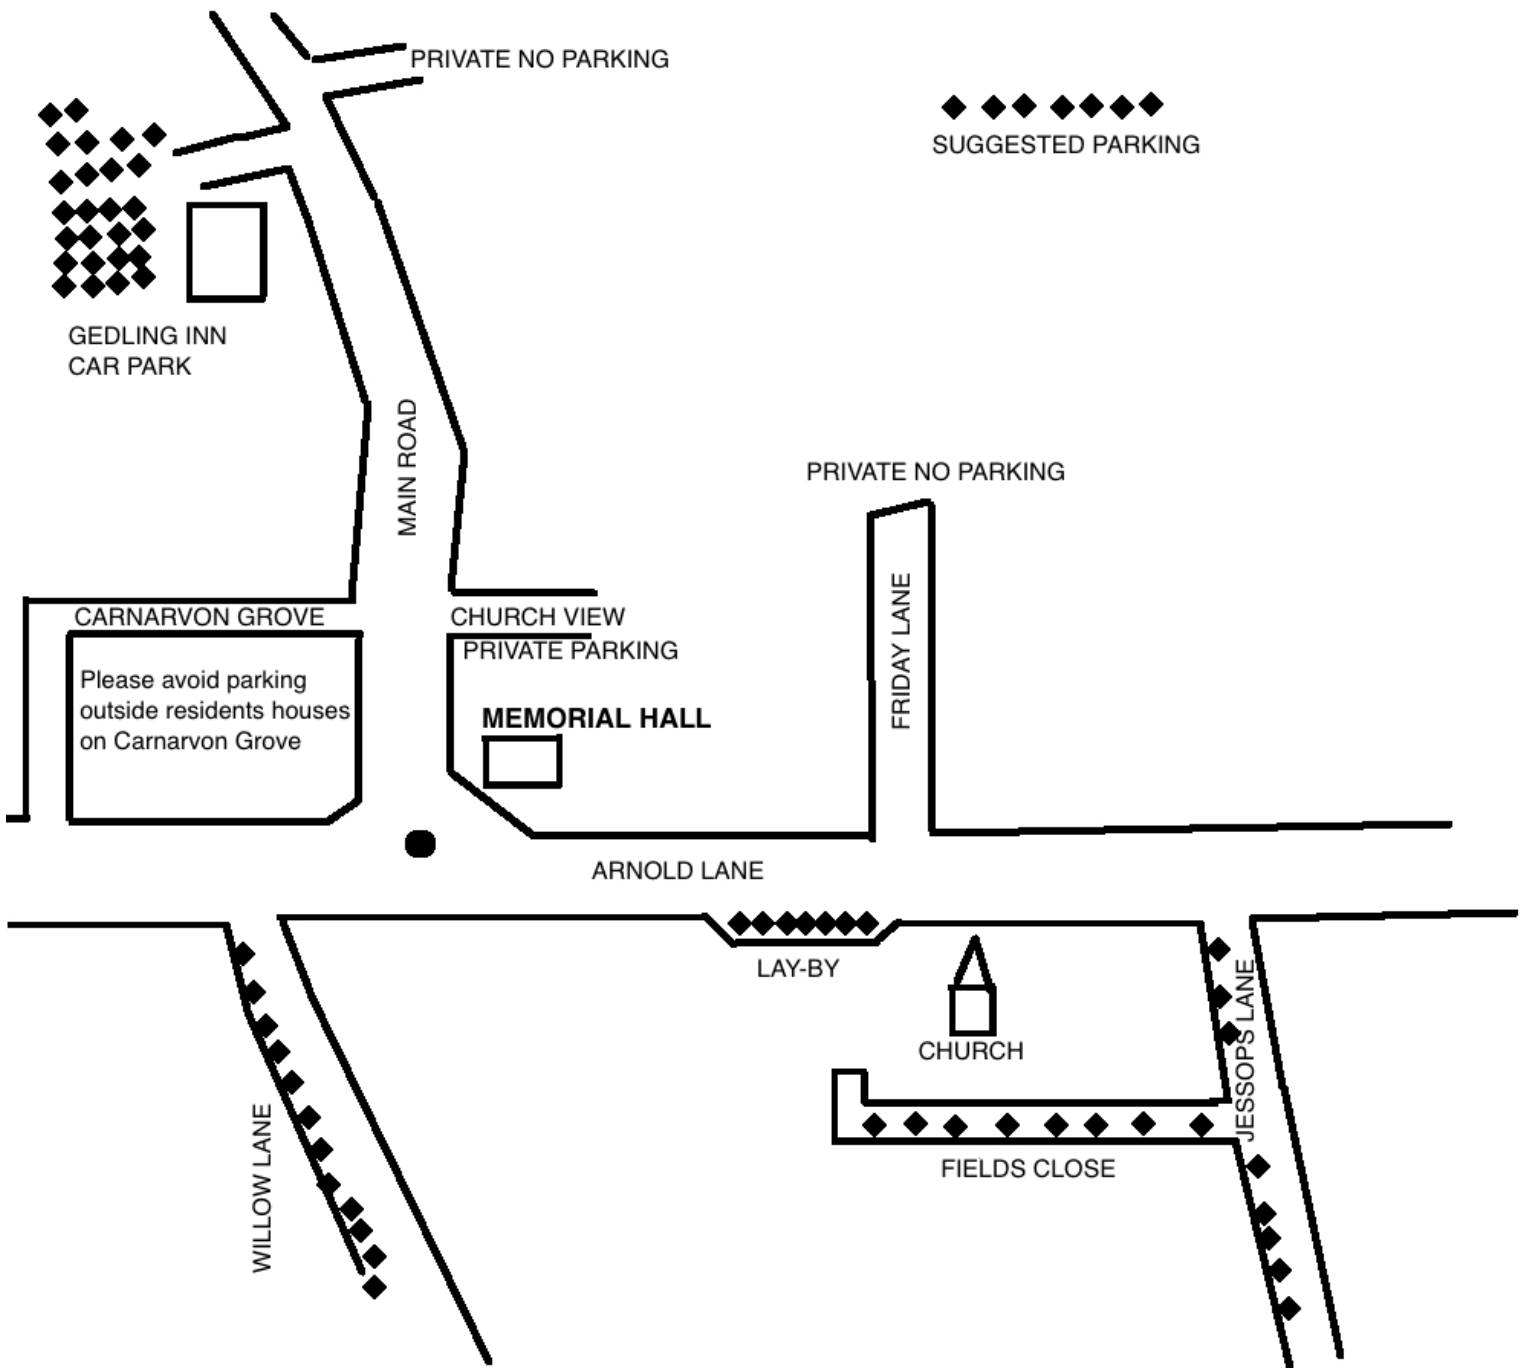 PRIVATE NO PARKING
SUGGESTED PARKING
GEDLING INN
CAR PARK
MAIN ROAD
PRIVATE NO PARKING
FRIDAY LANE
CARNARVON GROVE
CHURCH VIEW
PRIVATE PARKING
Please avoid parking
outside residents houses
on Carnarvon Grove
MEMORIAL HALL
ARNOLD LANE
LAY-BY
CHURCH
JESSOPS LANE
FIELDS CLOSE
WILLOW LANE